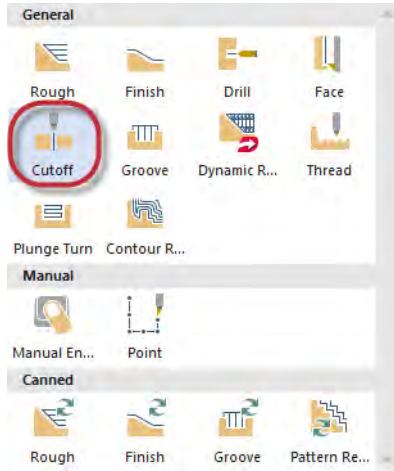 General
Rough Finish Drill Face
Cutoff Groove Dynamic R... Thread
Plunge Turn Contour R...
Manual
Manual En... Point
Canned
Rough Finish Groove Pattern Re...